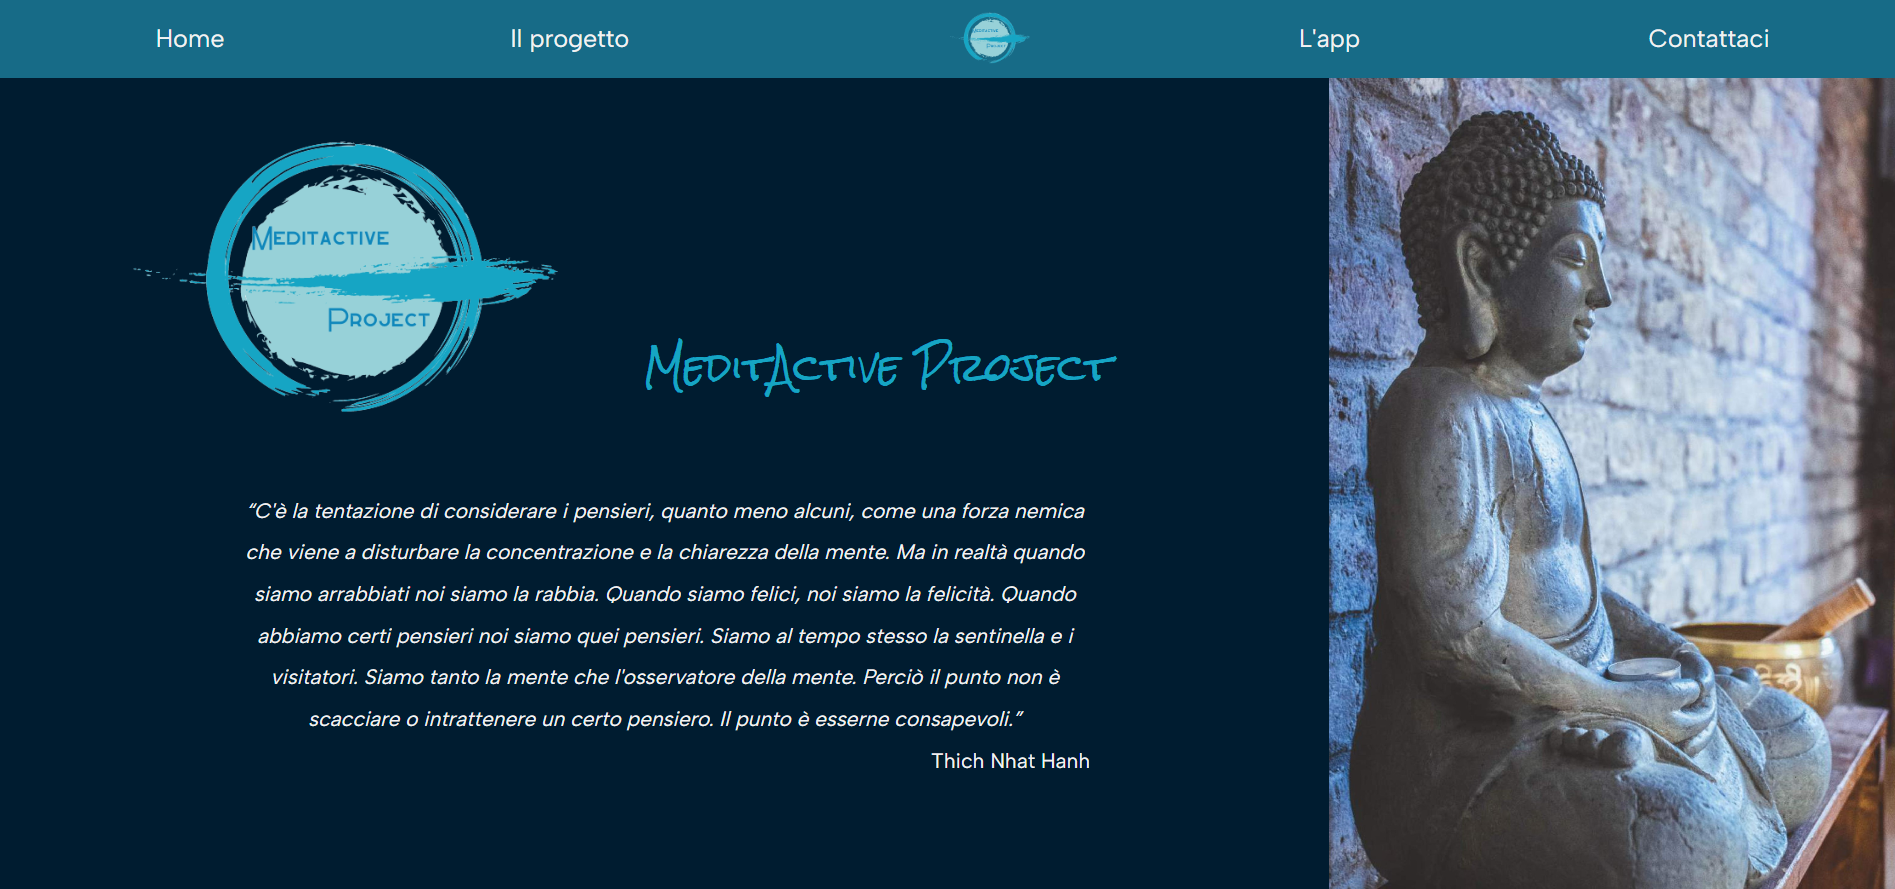 Home
Il progetto
MEDITACTIVE
PROJECT
L'app
Contattaci
MEDITACTIVE
PROJECT
MEDITACTIVE PROJECT
“C'è la tentazione di considerare i pensieri, quanto meno alcuni, come una forza nemica
che viene a disturbare la concentrazione e la chiarezza della mente. Ma in realtà quando
siamo arrabbiati noi siamo la rabbia. Quando siamo felici, noi siamo la felicità. Quando
abbiamo certi pensieri noi siamo quei pensieri. Siamo al tempo stesso la sentinella e i
visitatori. Siamo tanto la mente che l'osservatore della mente. Perciò il punto non è
scacciare o intrattenere un certo pensiero. Il punto è esserne consapevoli.”
Thich Nhat Hanh